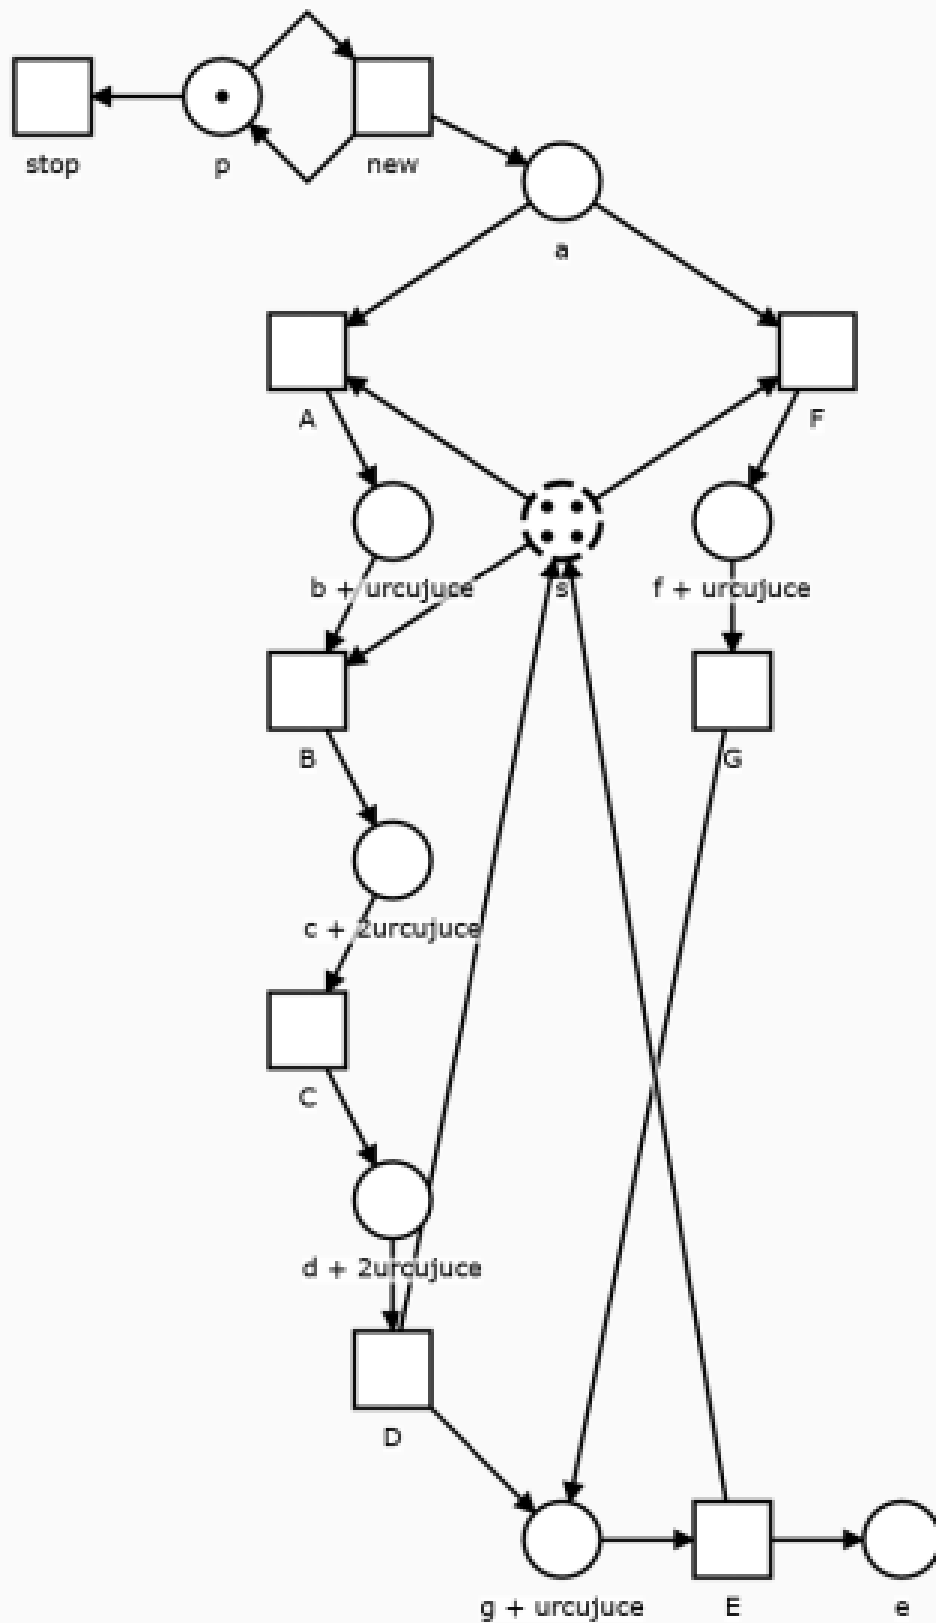 stop
p
new
a
A
F
b + urcujuce
s
f + urcujuce
B
G
c + 2urcujuce
C
d + 2urcujuce
D
g + urcujuce
E
e